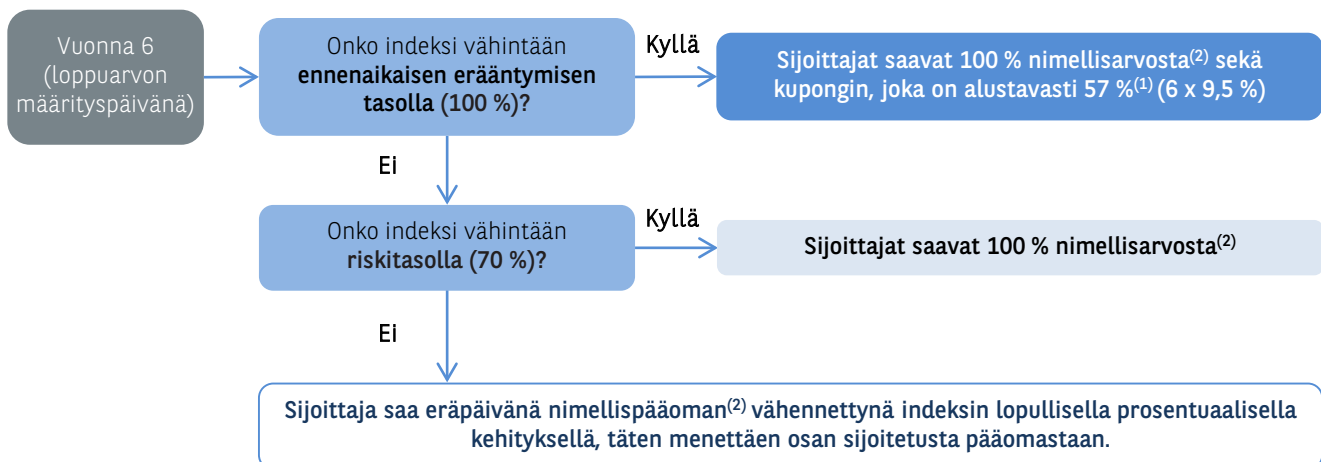 Vuonna 6
(loppuarvon
määrityspäivänä)
Onko indeksi vähintään
ennenaikaisen erääntymisen
tasolla (100 %)?
Kyllä
Sijoittajat saavat 100 % nimellisarvosta(2) sekä
kupongin, joka on alustavasti 57 %(1) (6 x 9,5 %)
Ei
Onko indeksi vähintään
riskitasolla (70 %)?
Kyllä
Sijoittajat saavat 100 % nimellisarvosta(2)
Ei
Sijoittaja saa eräpäivänä nimellispääoman(2) vähennettynä indeksin lopullisella prosentuaalisella
kehityksellä, täten menettäen osan sijoitetusta pääomastaan.